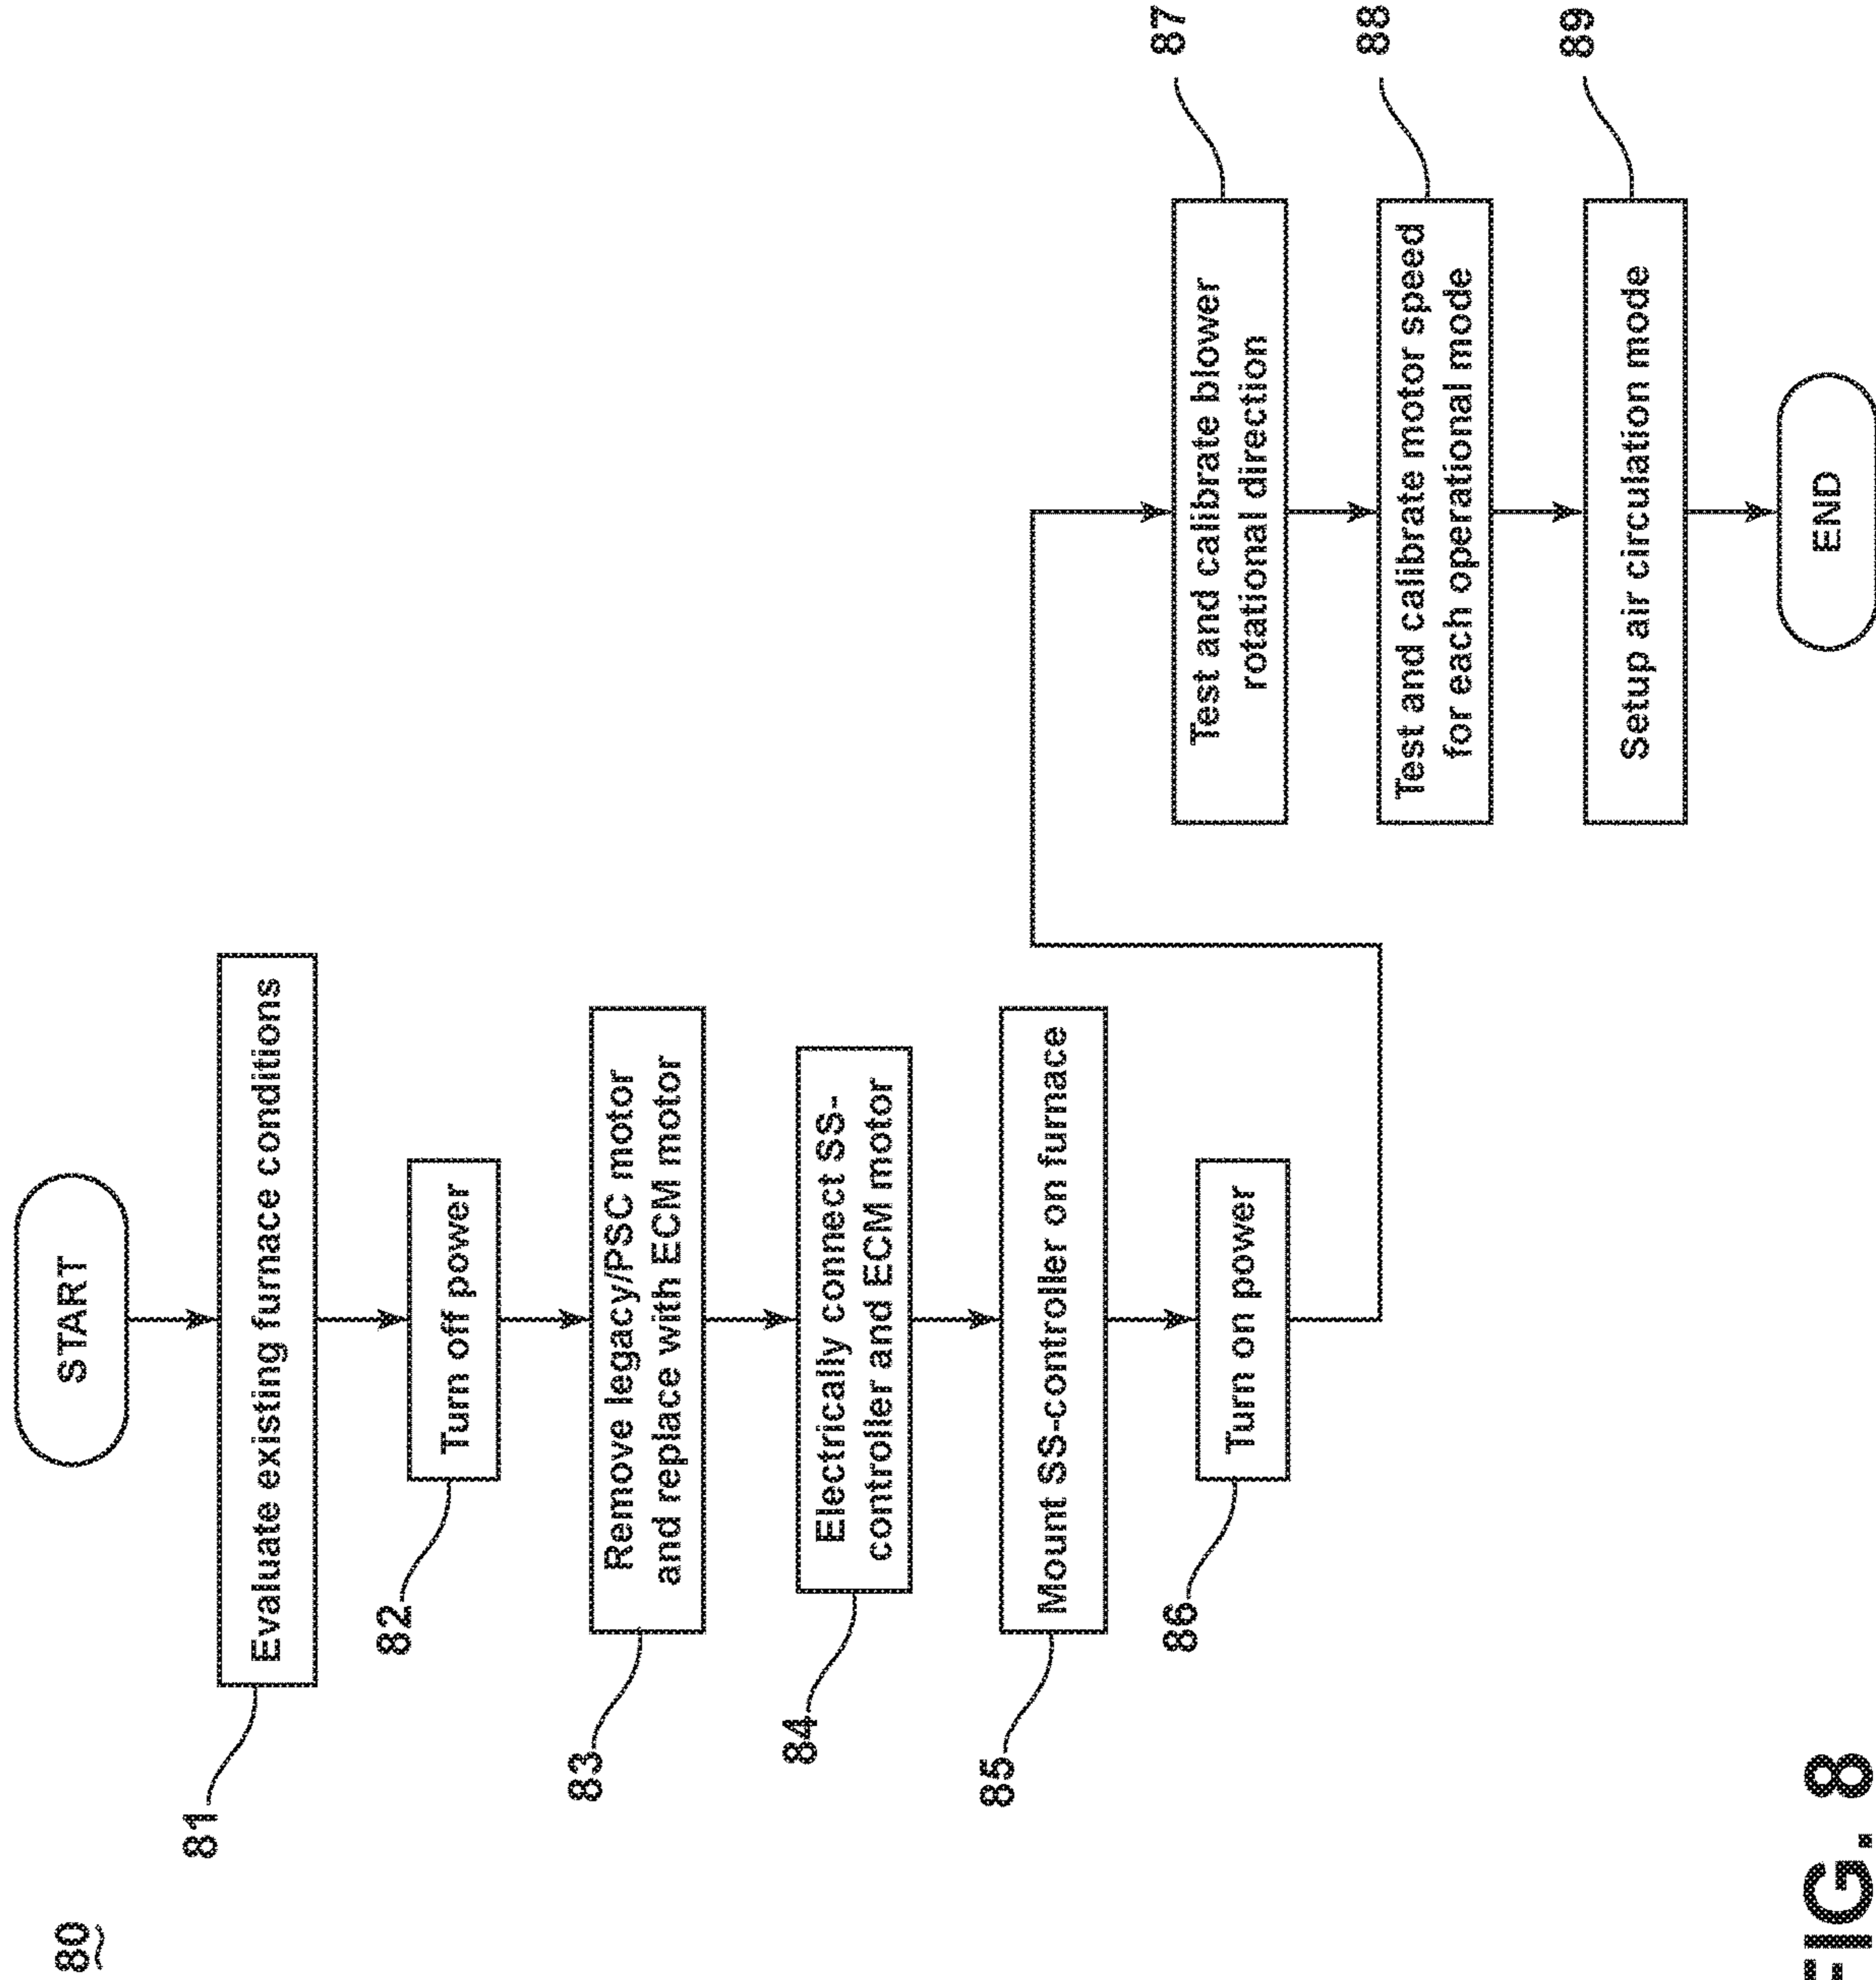 80
START
81
Evaluate existing furnace conditions
82
Turn off power
83
Remove legacy/PSC motor
and replace with ECM motor
84
Electrically connect SS-
controller and ECM motor
85
Mount SS-controller on furnace
86
Turn on power
87
Test and calibrate blower
rotational direction
88
Test and calibrate motor speed
for each operational mode
89
Setup air circulation mode
END
FIG. 8